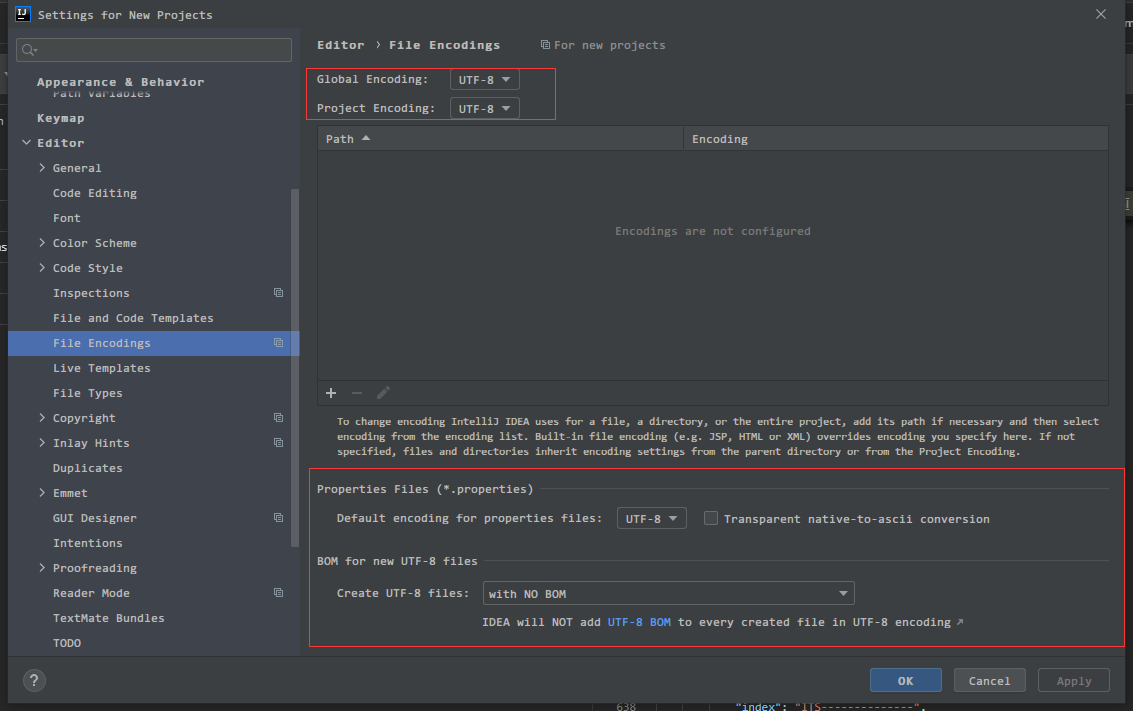 IJ
Settings for New Projects
Appearance & Behavior
Path Variables
Keymap
Editor
General
Code Editing
Font
Color Scheme
Code Style
Inspections
File and Code Templates
File Encodings
Live Templates
File Types
Copyright
Inlay Hints
Duplicates
Emmet
GUI Designer
Intentions
Proofreading
Reader Mode
TextMate Bundles
TODO
Editor › File Encodings For new projects
Global Encoding: UTF-8
Project Encoding: UTF-8
Path Encoding
Encodings are not configured
To change encoding IntelliJ IDEA uses for a file, a directory, or the entire project, add its path if necessary and then select
encoding from the encoding list. Built-in file encoding (e.g. JSP, HTML or XML) overrides encoding you specify here. If not
specified, files and directories inherit encoding settings from the parent directory or from the Project Encoding.
Properties Files (*.properties)
Default encoding for properties files: UTF-8 Transparent native-to-ascii conversion
BOM for new UTF-8 files
Create UTF-8 files: with NO BOM
IDEA will NOT add UTF-8 BOM to every created file in UTF-8 encoding ↗
? OK Cancel Apply
638 "index": "ITS--------------",